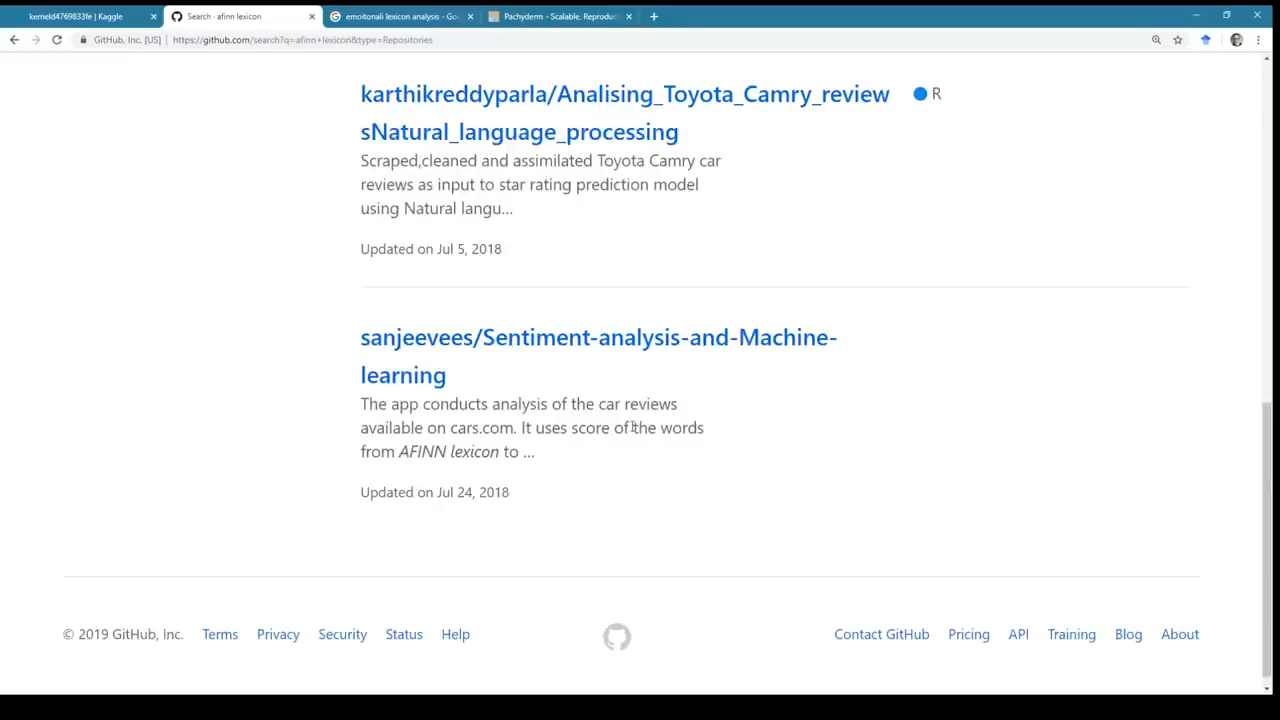 kerneld4769833fe | Kaggle
Search · afinn lexicon
emoitonali lexicon analysis - Go
Pachyderm - Scalable, Reproduc
GitHub, Inc. [US]
https://github.com/search?q=afinn+lexicon&type=Repositories
karthikreddyparla/Analising_Toyota_Camry_review
R
sNatural_language_processing
Scraped,cleaned and assimilated Toyota Camry car
reviews as input to star rating prediction model
using Natural langu...
Updated on Jul 5, 2018
sanjeevees/Sentiment-analysis-and-Machine-
learning
The app conducts analysis of the car reviews
available on cars.com. It uses score of the words
from AFINN lexicon to ...
Updated on Jul 24, 2018
© 2019 GitHub, Inc. Terms Privacy Security Status Help
Contact GitHub Pricing API Training Blog About